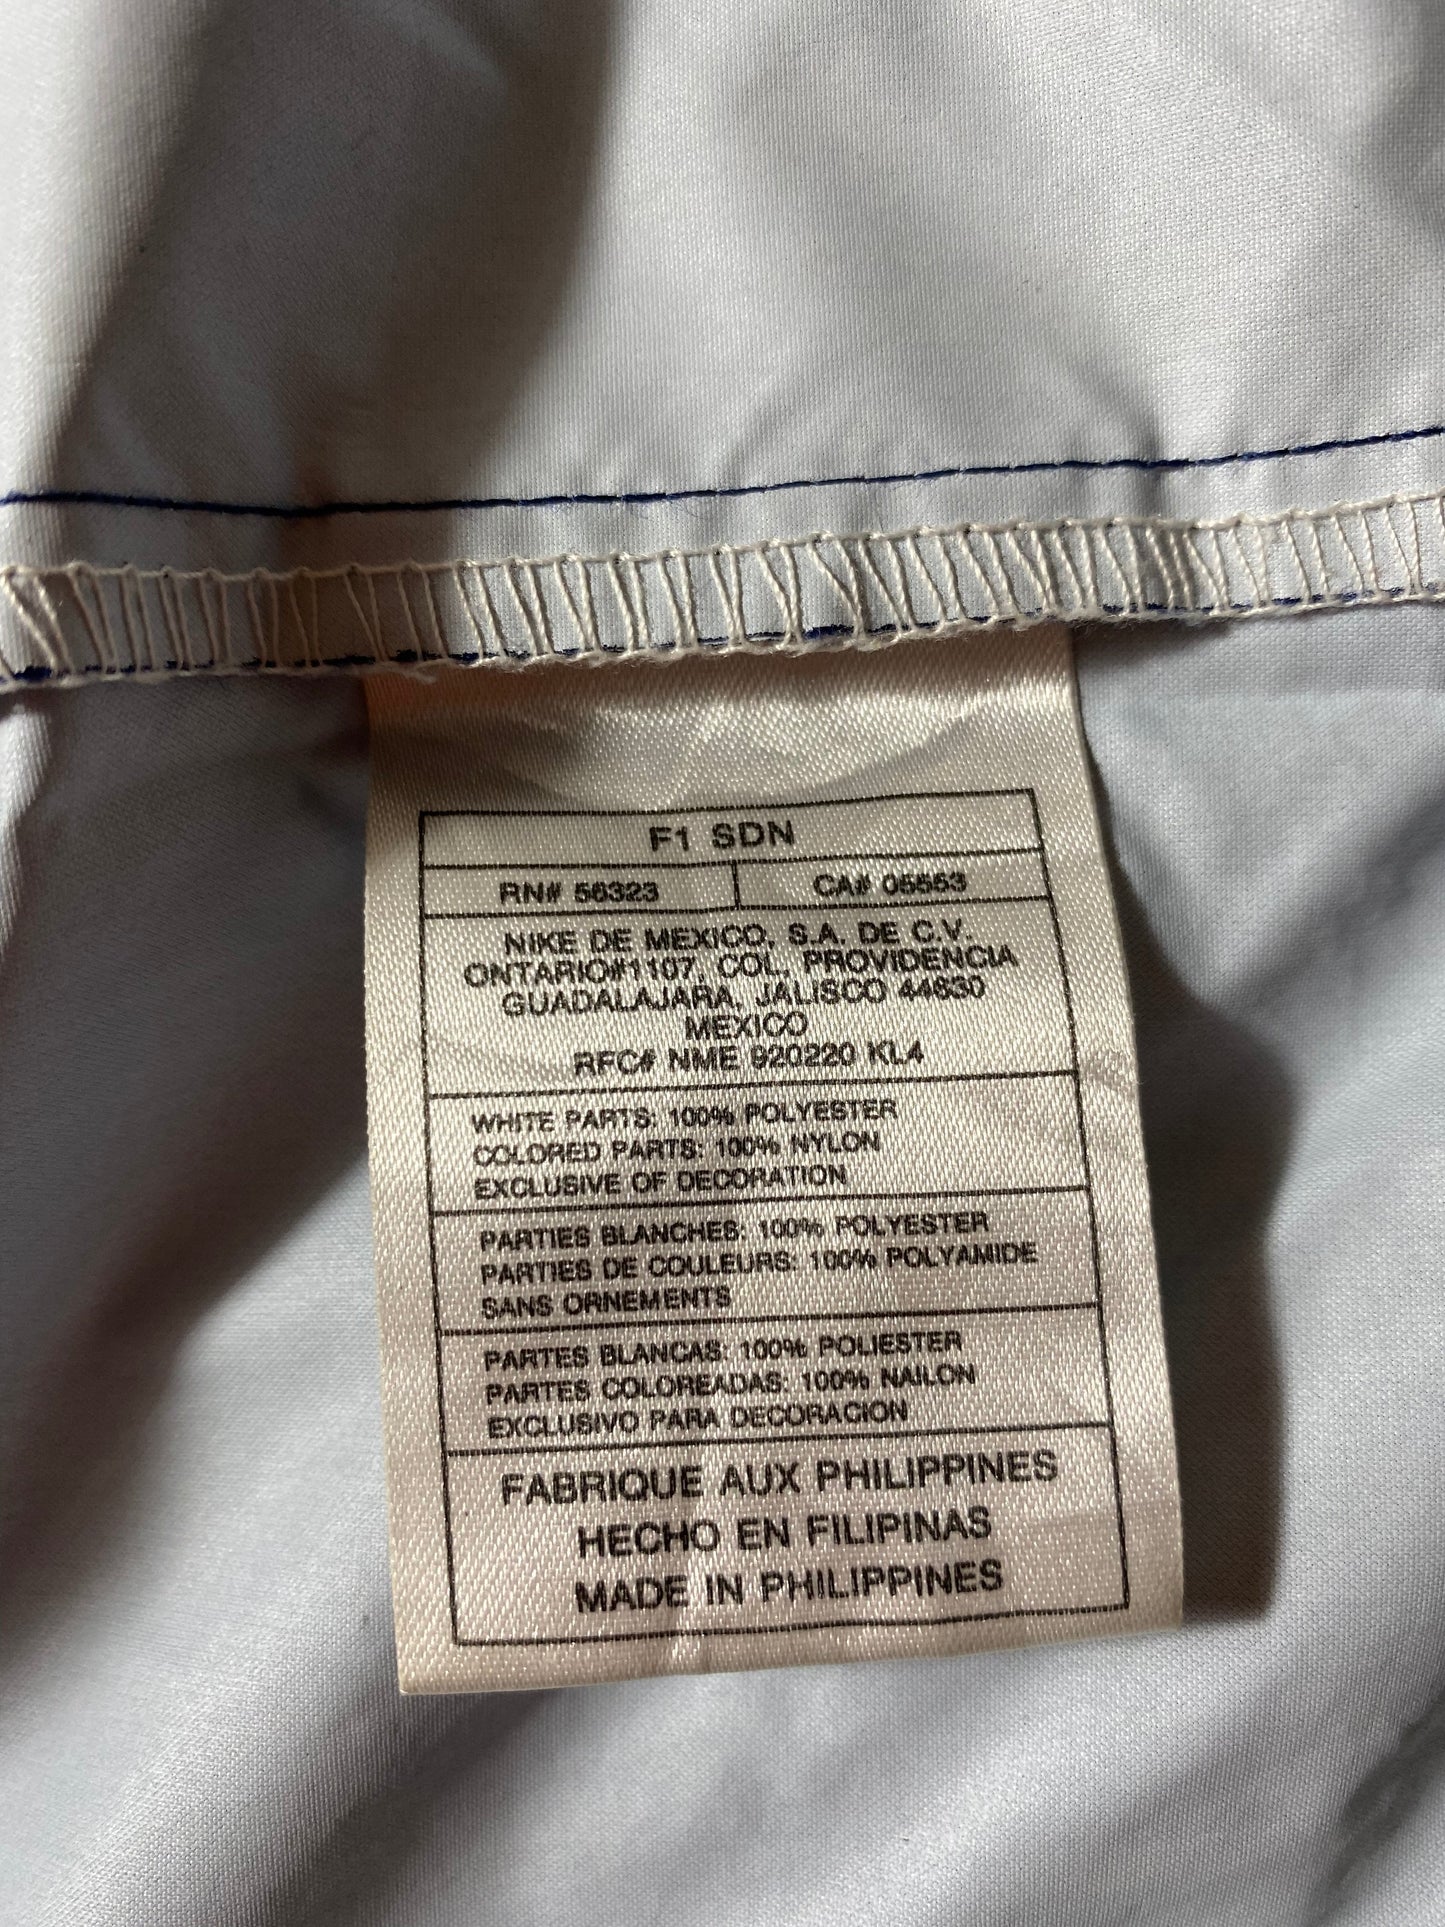 F1 SDN
RN# 56323 CA# 05553
NIKE DE MEXICO, S.A. DE C.V.
ONTARIO#1107, COL, PROVIDENCIA
GUADALAJARA, JALISCO 44630
MEXICO
RFC# NME 920220 KL4
WHITE PARTS: 100% POLYESTER
COLORED PARTS: 100% NYLON
EXCLUSIVE OF DECORATION
PARTIES BLANCHES: 100% POLYESTER
PARTIES DE COULEURS: 100% POLYAMIDE
SANS ORNEMENTS
PARTES BLANCAS: 100% POLIESTER
PARTES COLOREADAS: 100% NAILON
EXCLUSIVO PARA DECORACION
FABRIQUE AUX PHILIPPINES
HECHO EN FILIPINAS
MADE IN PHILIPPINES